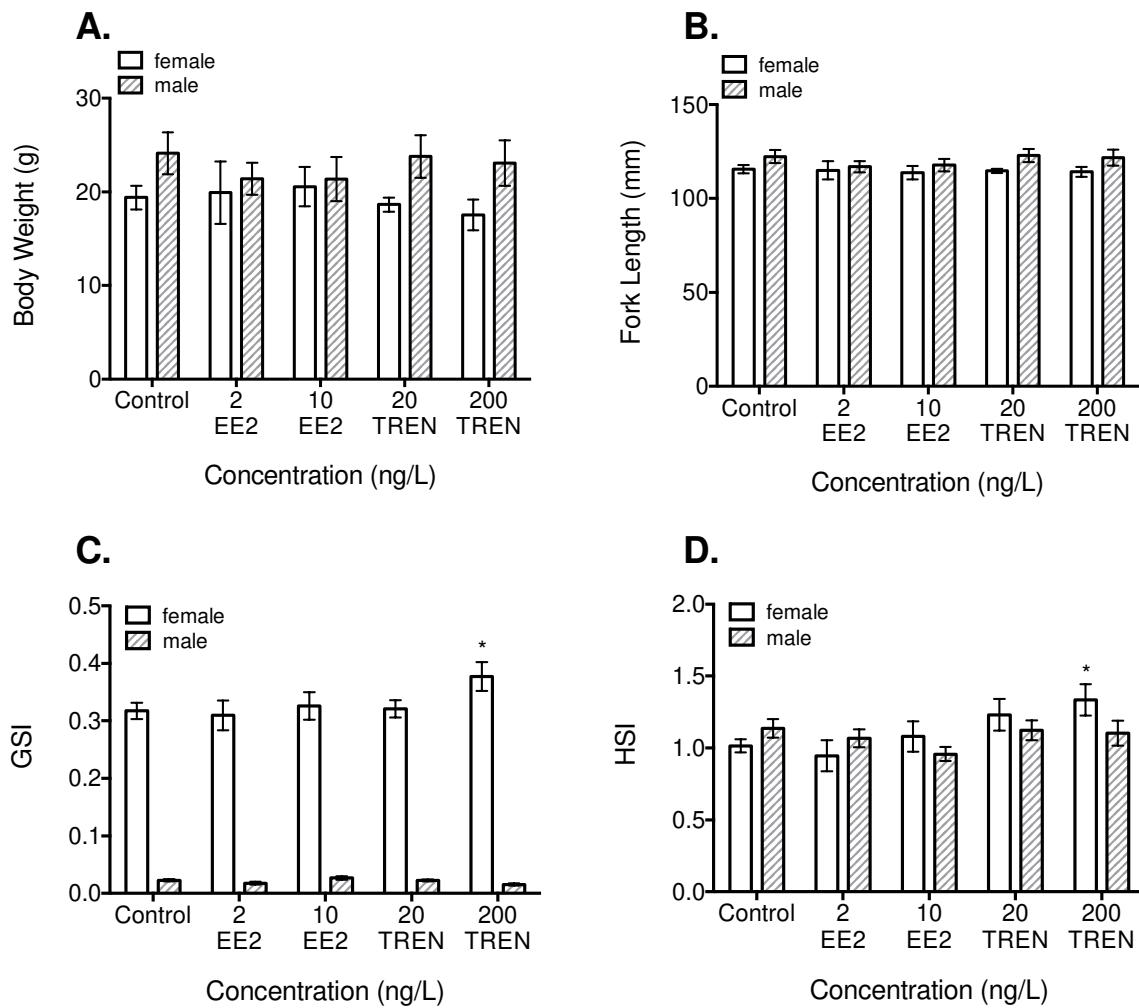 A.
female
male
30
20
10
0
Body Weight (g)
Control 2 10 20 200
EE2 EE2 TREN TREN
Concentration (ng/L)
B.
female
male
150
100
50
0
Fork Length (mm)
Control 2 10 20 200
EE2 EE2 TREN TREN
Concentration (ng/L)
C.
female
male
0.5
0.4
0.3
0.2
0.1
0.0
GSI
*
Control 2 10 20 200
EE2 EE2 TREN TREN
Concentration (ng/L)
D.
female
male
2.0
1.5
1.0
0.5
0.0
HSI
*
Control 2 10 20 200
EE2 EE2 TREN TREN
Concentration (ng/L)